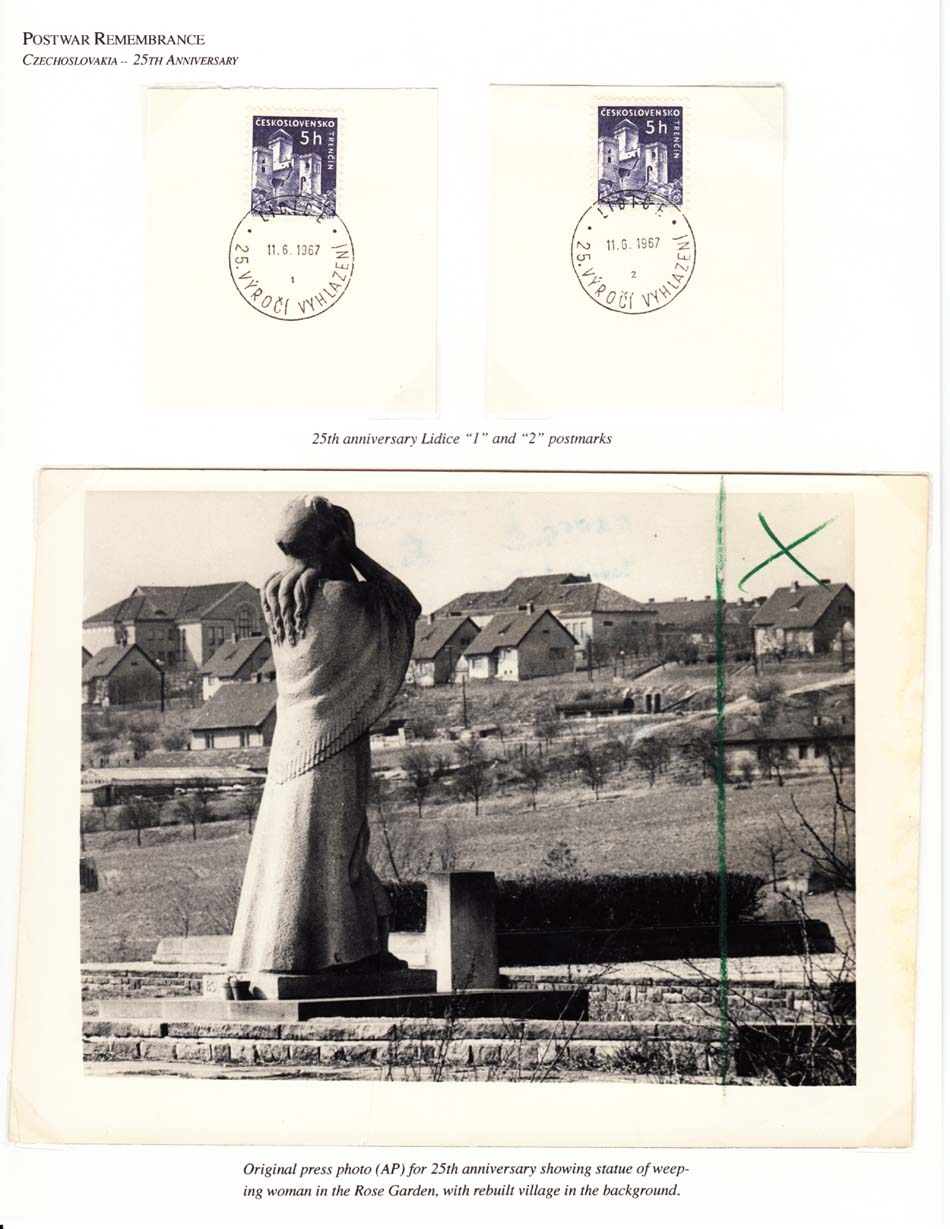 POSTWAR REMEMBRANCE
CZECHOSLOVAKIA -- 25TH ANNIVERSARY
ČESKOSLOVENSKO
5h
TRENČÍN
LIDICE
11.6.1967
1
25. VÝROČÍ VYHLAZENÍ
ČESKOSLOVENSKO
5h
TRENČÍN
LIDICE
11.6.1967
2
25. VÝROČÍ VYHLAZENÍ
25th anniversary Lidice “1” and “2” postmarks
Original press photo (AP) for 25th anniversary showing statue of weep-
ing woman in the Rose Garden, with rebuilt village in the background.